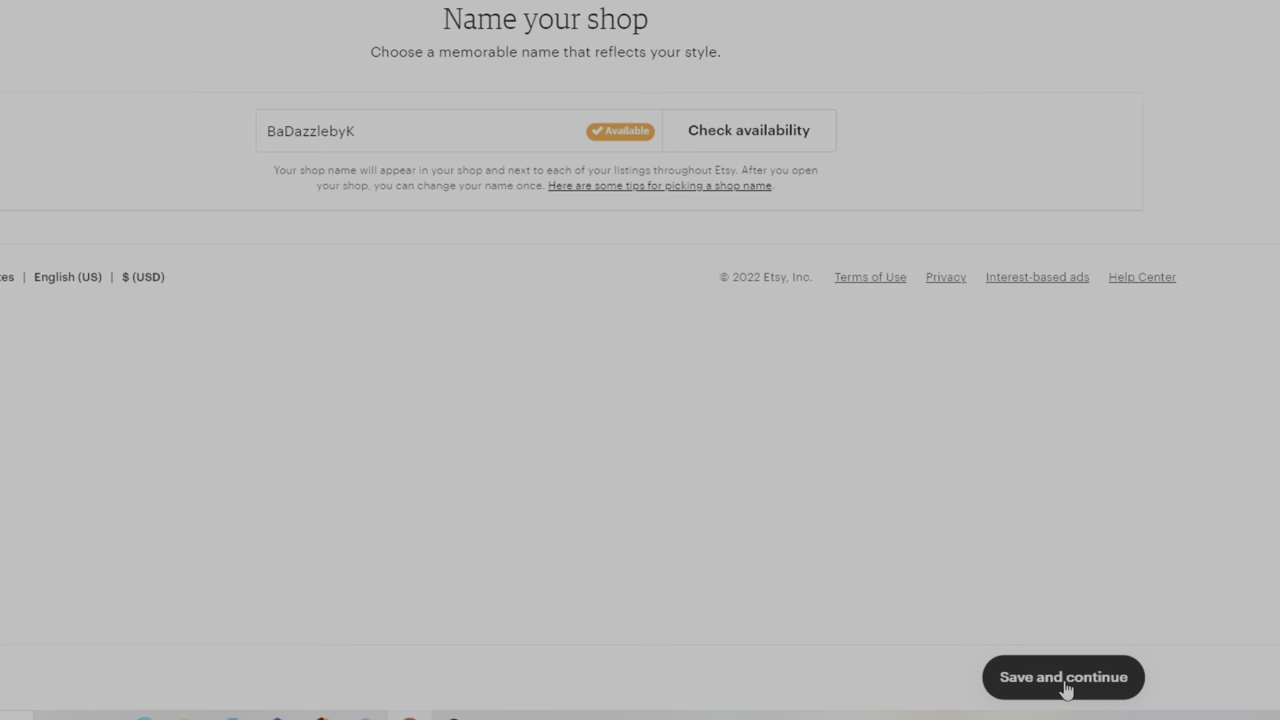 Name your shop
Choose a memorable name that reflects your style.
BaDazzlebyK
Available
Check availability
Your shop name will appear in your shop and next to each of your listings throughout Etsy. After you open
your shop, you can change your name once. Here are some tips for picking a shop name.
tes | English (US) | $ (USD)
© 2022 Etsy, Inc. Terms of Use Privacy Interest-based ads Help Center
Save and continue